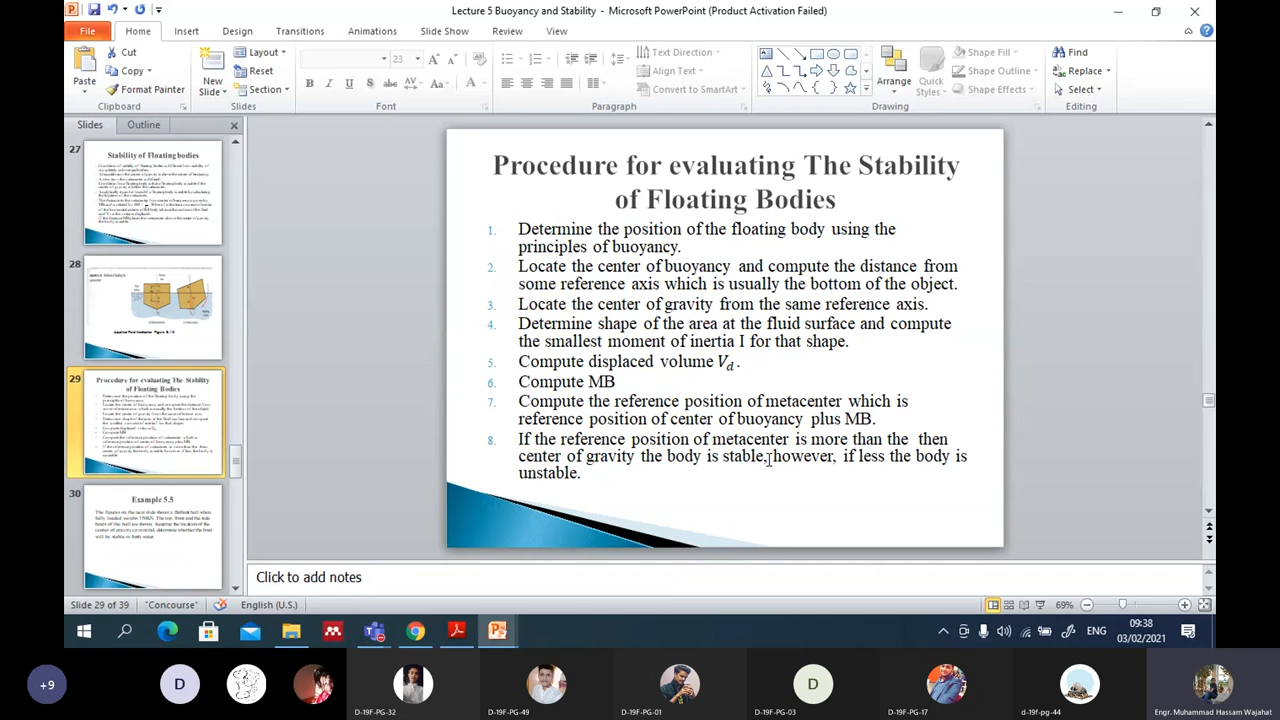 Lecture 5 Buoyancy and Stability - Microsoft PowerPoint (Product Activation Failed)
File Home Insert Design Transitions Animations Slide Show Review View
Cut
Copy
Format Painter
Paste
Clipboard
New
Slide
Layout
Reset
Section
Slides
23
Font
Text Direction
Align Text
Convert to SmartArt
Paragraph
Arrange
Quick
Styles
Shape Fill
Shape Outline
Shape Effects
Drawing
Find
Replace
Select
Editing
Slides Outline
27
Stability of Floating bodies
28
29
Procedure for evaluating The Stability
of Floating Bodies
30
Example 5.5
Procedure for evaluating Stability
of Floating Bodies
1. Determine the position of the floating body using the
principles of buoyancy.
2. Locate the center of buoyancy and compute the distance from
some reference axis which is usually the bottom of the object.
3. Locate the center of gravity from the same reference axis.
4. Determine shape of the area at the fluid surface and compute
the smallest moment of inertia I for that shape.
5. Compute displaced volume Vd .
6. Compute MB
7. Compute the reference position of metacenter which is
reference position of center of buoyancy plus MB.
8. If the reference position of metacenter is more than the then
center of gravity the body is stable, however, if less the body is
unstable.
Click to add notes
Slide 29 of 39 "Concourse" English (U.S.) 69%
ENG
09:38
03/02/2021
+9
D
D
D-19F-PG-32
D-19F-PG-49
D-19F-PG-01
D-19F-PG-03
D-19F-PG-17
d-19f-pg-44
Engr. Muhammad Hassam Wajahat